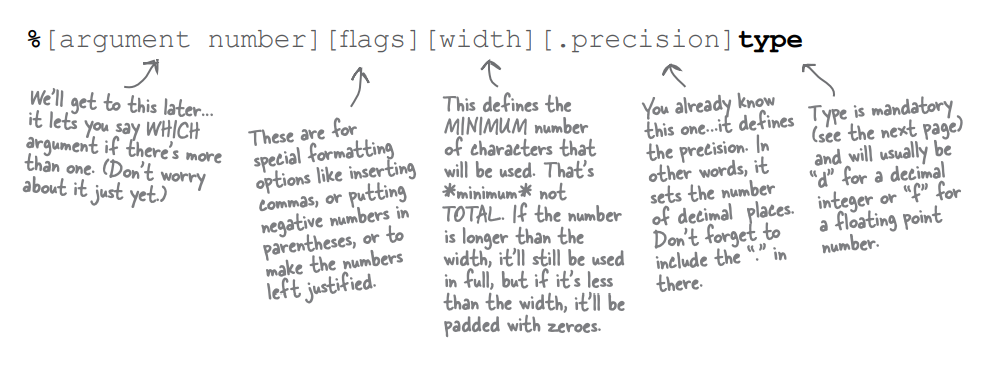 %[argument number][flags][width][.precision]type
We'll get to this later...
it lets you say WHICH
argument if there's more
than one. (Don't worry
about it just yet.)
These are for
special formatting
options like inserting
commas, or putting
negative numbers in
parentheses, or to
make the numbers
left justified.
This defines the
MINIMUM number
of characters that
will be used. That's
*minimum* not
TOTAL. If the number
is longer than the
width, it'll still be used
in full, but if it's less
than the width, it'll be
padded with zeroes.
You already know
this one...it defines
the precision. In
other words, it
sets the number
of decimal places.
Don't forget to
include the "." in
there.
Type is mandatory
(see the next page)
and will usually be
"d" for a decimal
integer or "f" for
a floating point
number.